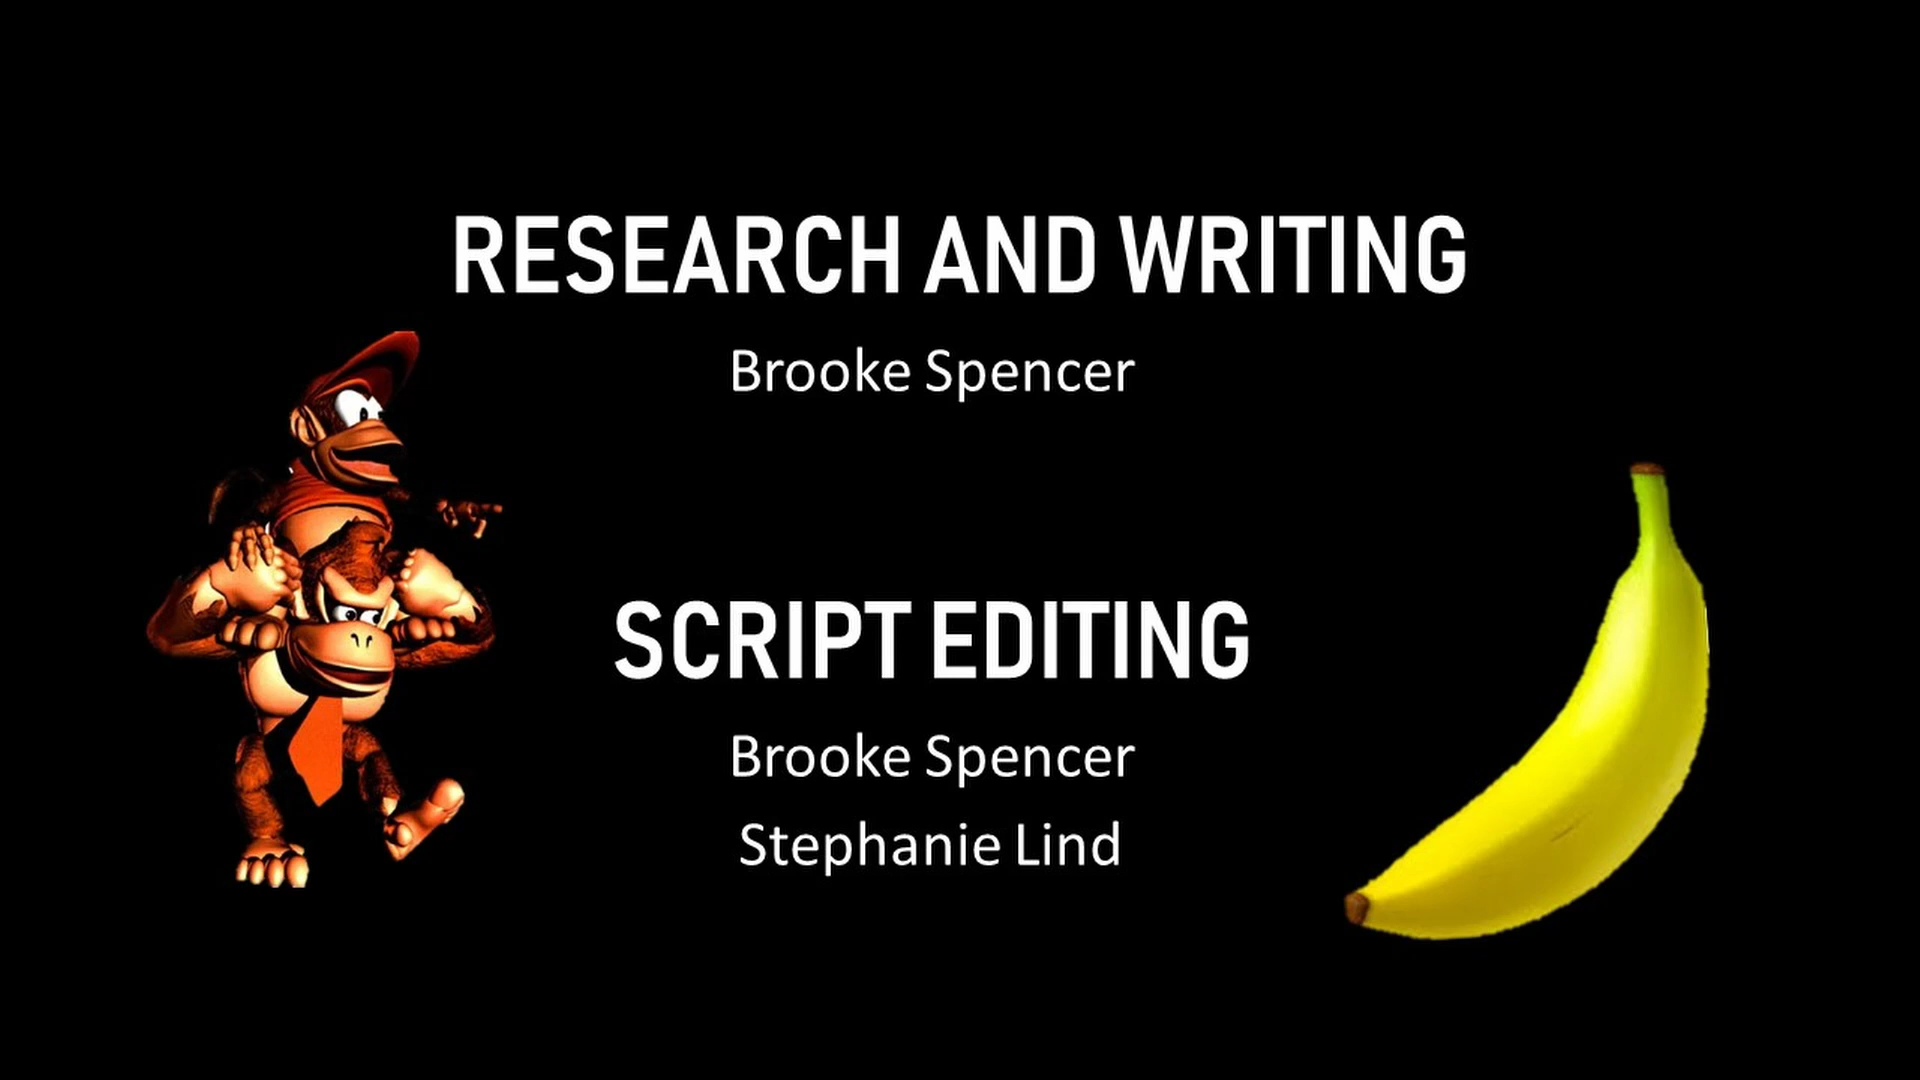 RESEARCH AND WRITING
Brooke Spencer
SCRIPT EDITING
Brooke Spencer
Stephanie Lind